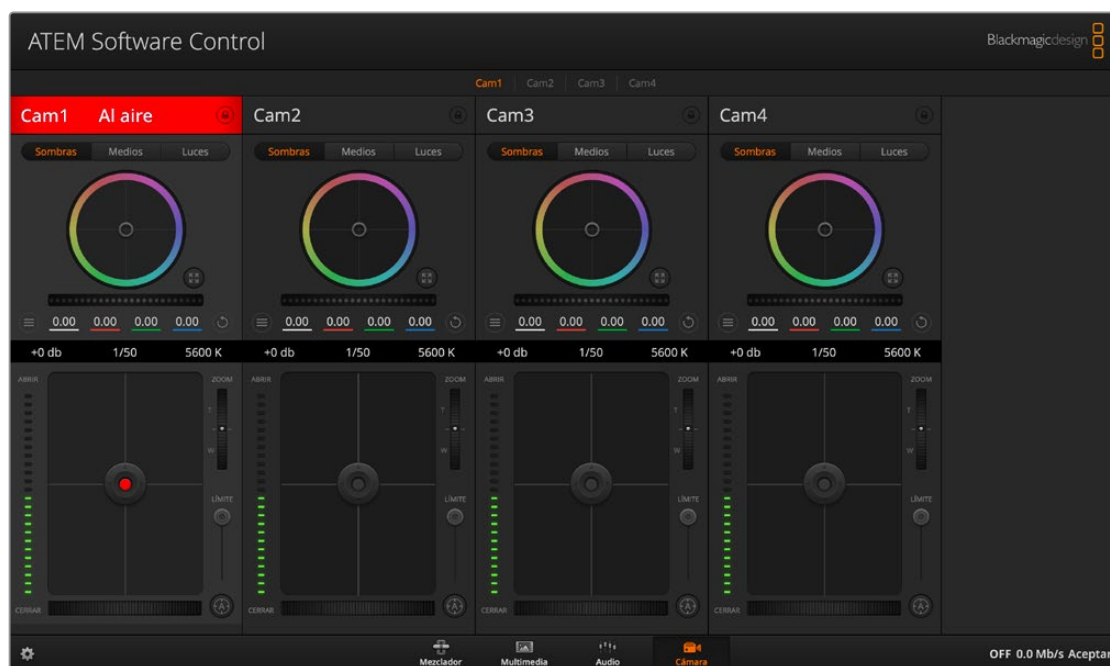 ATEM Software Control
Blackmagicdesign
Cam1 Cam2 Cam3 Cam4
Cam1 Al aire Cam2 Cam3 Cam4
Sombras Medios Luces Sombras Medios Luces Sombras Medios Luces Sombras Medios Luces
0.00 0.00 0.00 0.00 0.00 0.00 0.00 0.00 0.00 0.00 0.00 0.00 0.00 0.00 0.00 0.00
+0 db 1/50 5600 K +0 db 1/50 5600 K +0 db 1/50 5600 K +0 db 1/50 5600 K
ABRIR ZOOM ABRIR ZOOM ABRIR ZOOM ABRIR ZOOM
T T T T
W W W W
LÍMITE LÍMITE LÍMITE LÍMITE
CERRAR A CERRAR A CERRAR A CERRAR A
Mezclador Multimedia Audio Cámara
OFF 0.0 Mb/s Aceptar